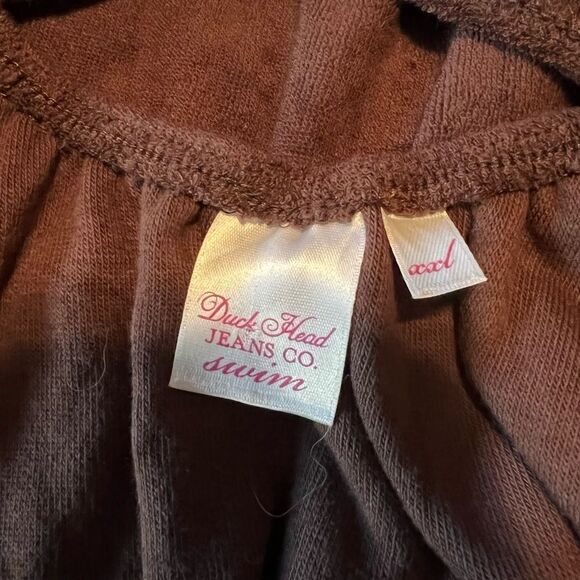 Duck Head
JEANS CO.
swim
xxl